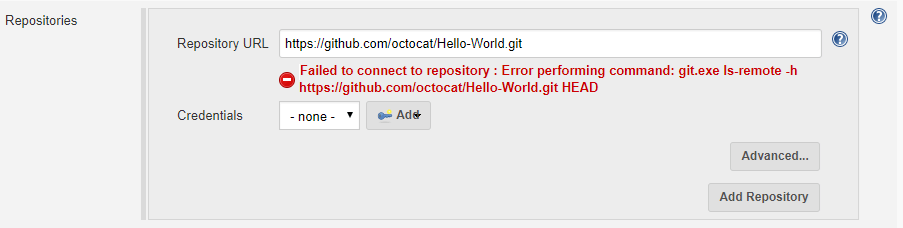 Repositories
Repository URL https://github.com/octocat/Hello-World.git
Failed to connect to repository : Error performing command: git.exe ls-remote -h
https://github.com/octocat/Hello-World.git HEAD
Credentials - none - Add
Advanced...
Add Repository